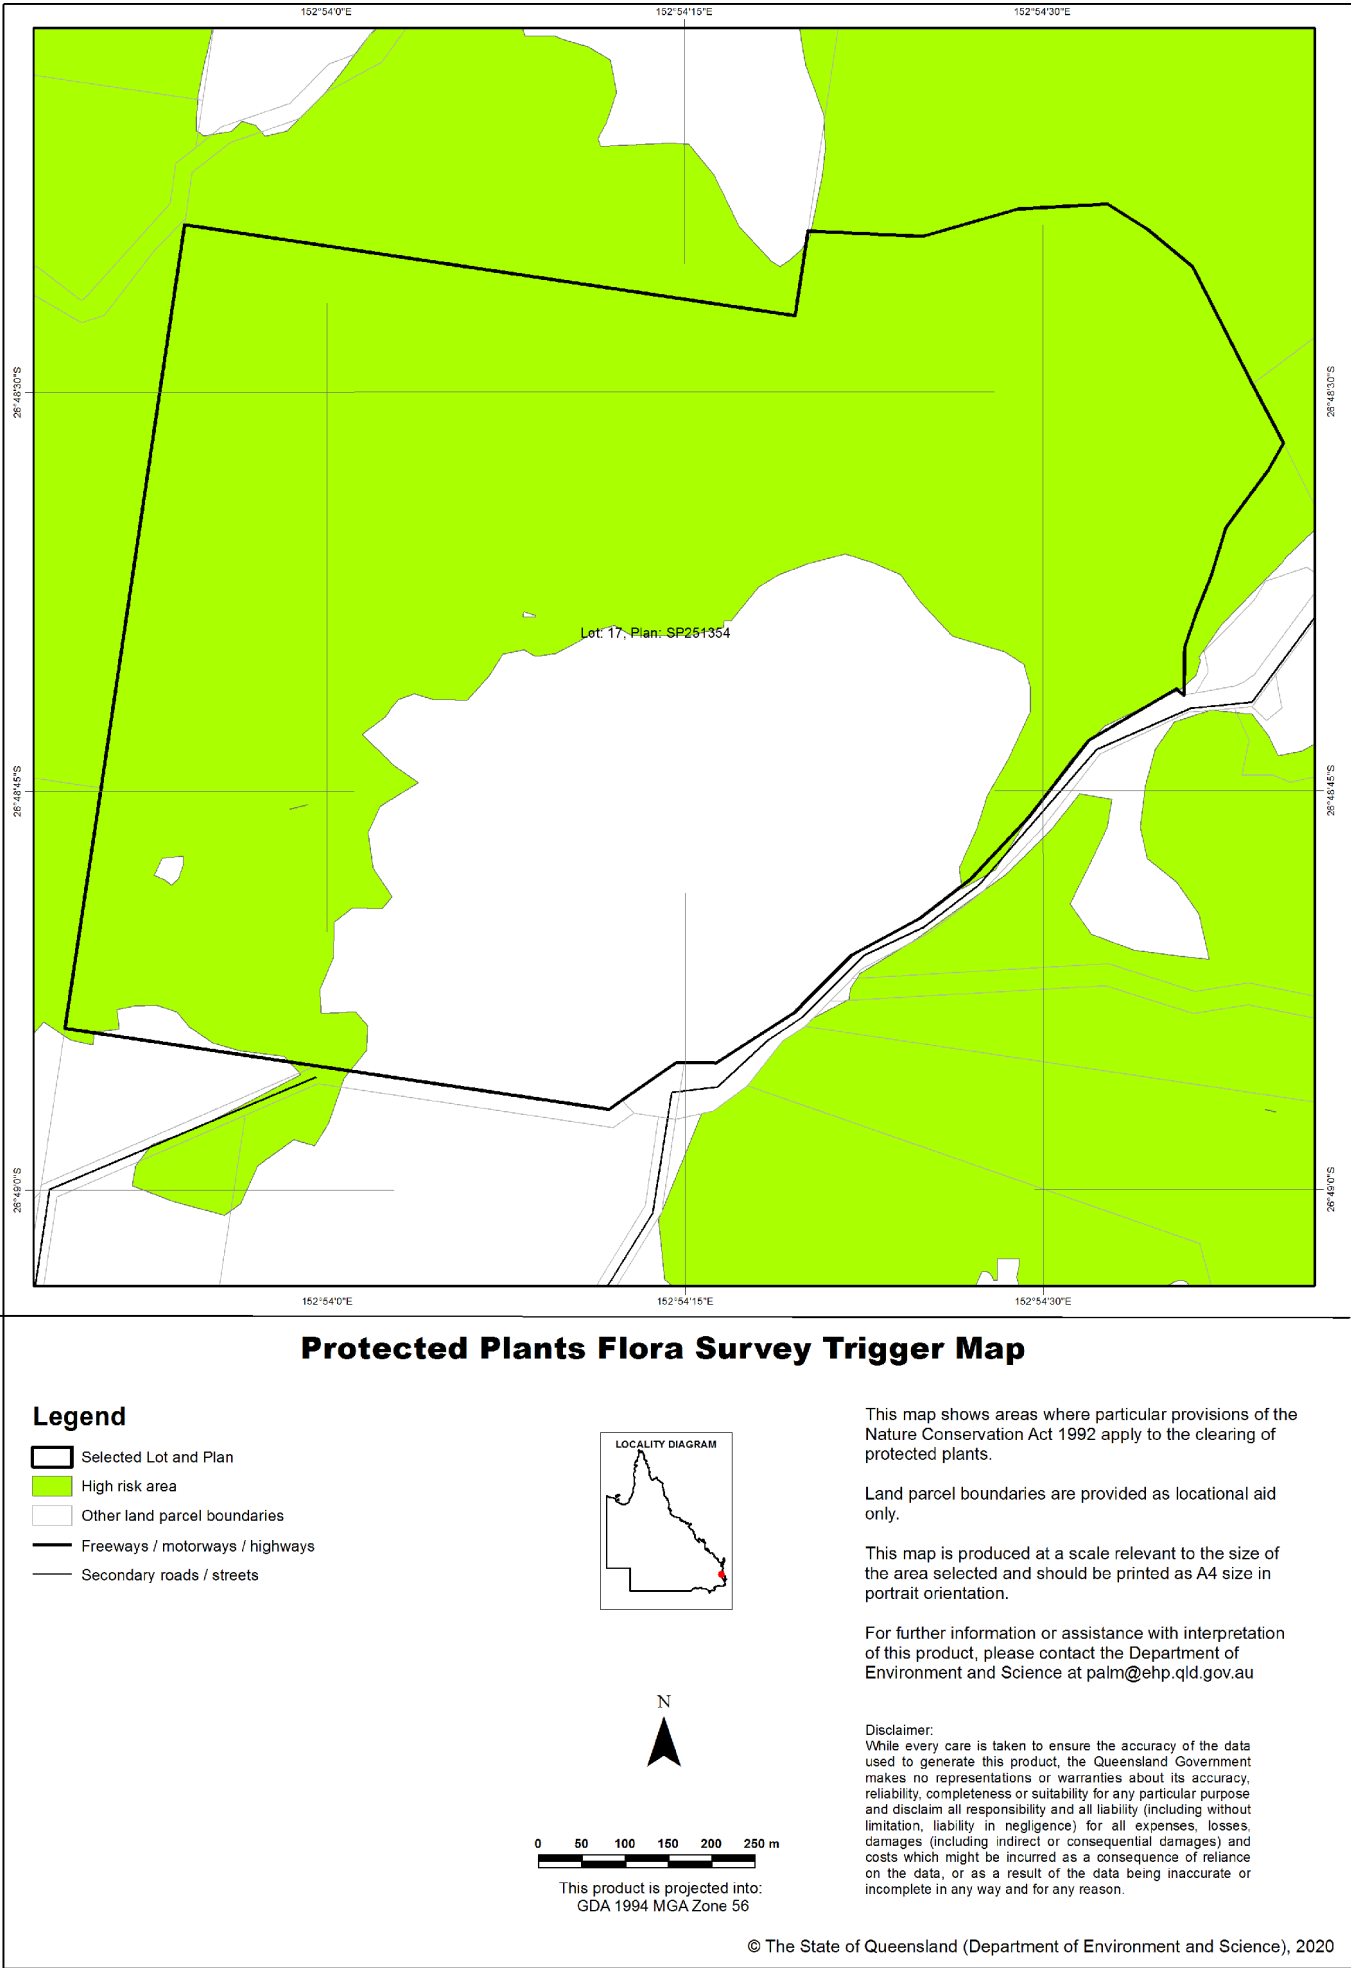 152°54'0"E
152°54'15"E
152°54'30"E
26°48'30"S
26°48'30"S
Lot: 17, Plan: SP251354
26°48'45"S
26°48'45"S
26°49'0"S
26°49'0"S
152°54'0"E
152°54'15"E
152°54'30"E
Protected Plants Flora Survey Trigger Map
Legend
Selected Lot and Plan
High risk area
Other land parcel boundaries
Freeways / motorways / highways
Secondary roads / streets
LOCALITY DIAGRAM
N
0 50 100 150 200 250 m
This product is projected into:
GDA 1994 MGA Zone 56
This map shows areas where particular provisions of the
Nature Conservation Act 1992 apply to the clearing of
protected plants.
Land parcel boundaries are provided as locational aid
only.
This map is produced at a scale relevant to the size of
the area selected and should be printed as A4 size in
portrait orientation.
For further information or assistance with interpretation
of this product, please contact the Department of
Environment and Science at palm@ehp.qld.gov.au
Disclaimer:
While every care is taken to ensure the accuracy of the data
used to generate this product, the Queensland Government
makes no representations or warranties about its accuracy,
reliability, completeness or suitability for any particular purpose
and disclaim all responsibility and all liability (including without
limitation, liability in negligence) for all expenses, losses,
damages (including indirect or consequential damages) and
costs which might be incurred as a consequence of reliance
on the data, or as a result of the data being inaccurate or
incomplete in any way and for any reason.
© The State of Queensland (Department of Environment and Science), 2020